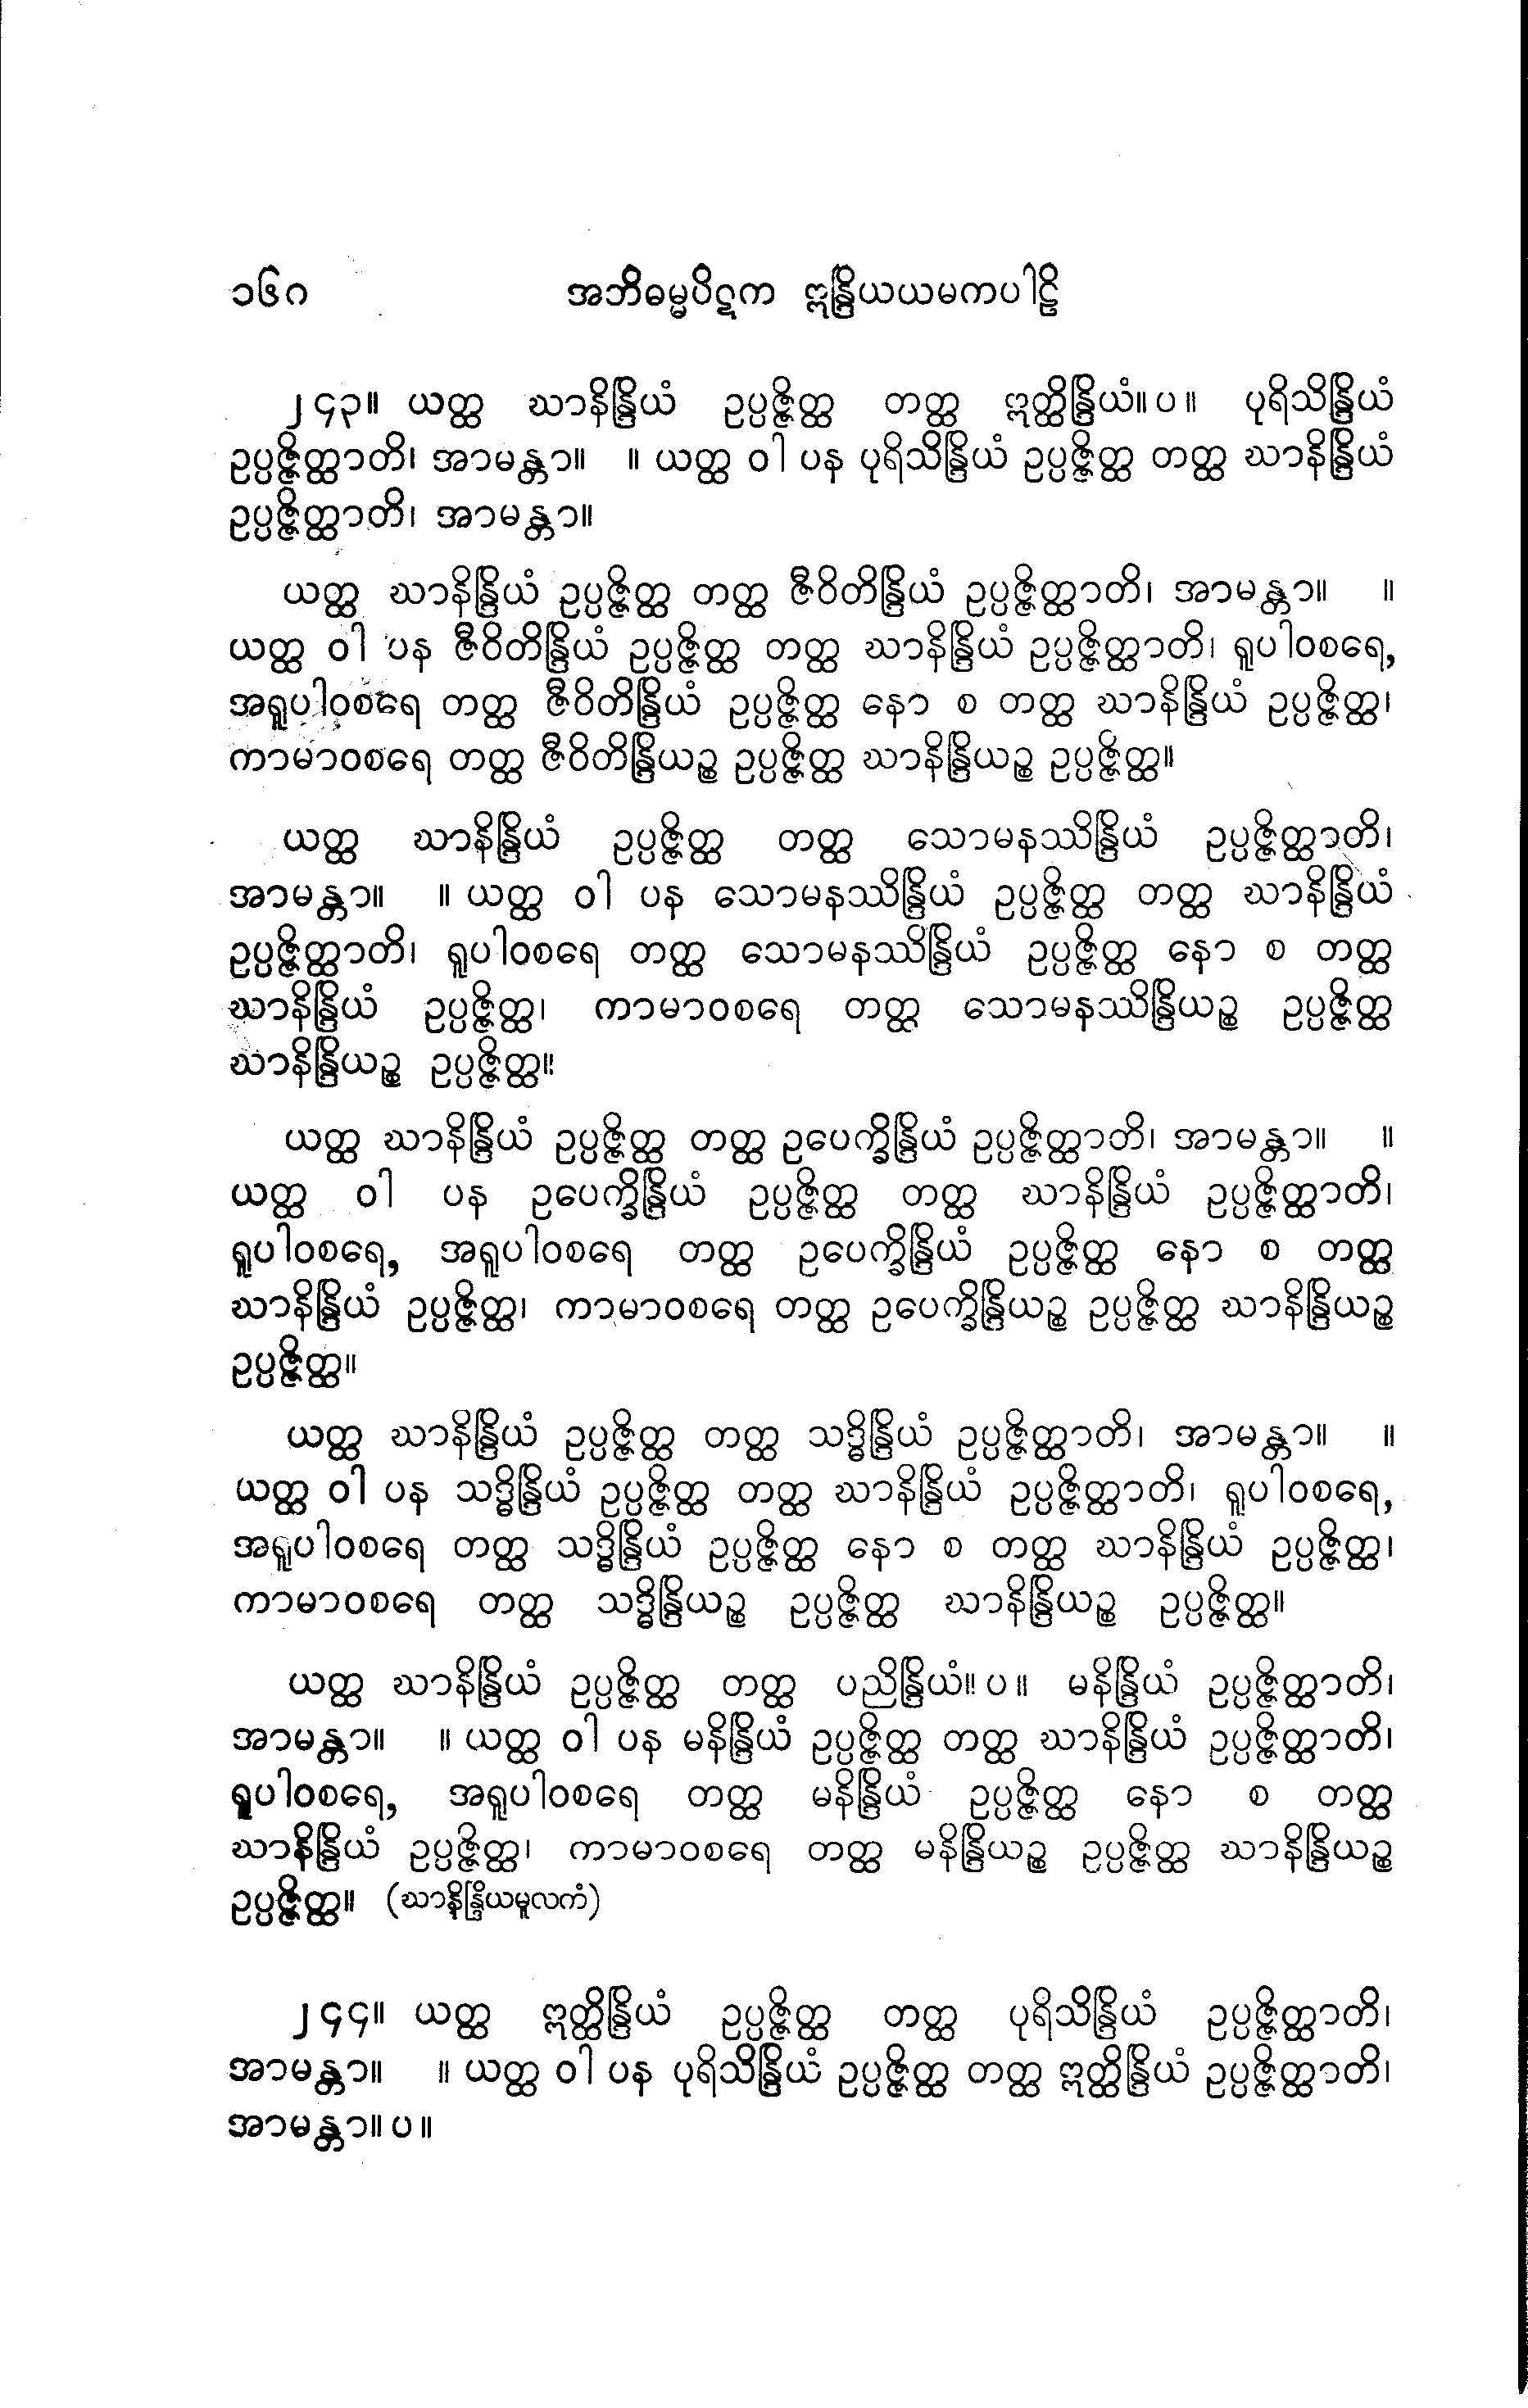 ၁၆ဂ အဘိဓမ္မပိဋက ဣန္ဒြိယယမကပါဠိ
၂၄၃။ ယတ္ထ ဃာနိန္ဒြိယံ ဥပ္ပဇ္ဇိတ္ထ တတ္ထ ဣတ္ထိန္ဒြိယံ။ပ။ ပုရိသိန္ဒြိယံ
ဥပ္ပဇ္ဇိတ္ထာတိ၊ အာမန္တာ။ ။ ယတ္ထ ဝါ ပန ပုရိသိန္ဒြိယံ ဥပ္ပဇ္ဇိတ္ထ တတ္ထ ဃာနိန္ဒြိယံ
ဥပ္ပဇ္ဇိတ္ထာတိ၊ အာမန္တာ။
ယတ္ထ ဃာနိန္ဒြိယံ ဥပ္ပဇ္ဇိတ္ထ တတ္ထ ဇီဝိတိန္ဒြိယံ ဥပ္ပဇ္ဇိတ္ထာတိ၊ အာမန္တာ။ ။
ယတ္ထ ဝါ ပန ဇီဝိတိန္ဒြိယံ ဥပ္ပဇ္ဇိတ္ထ တတ္ထ ဃာနိန္ဒြိယံ ဥပ္ပဇ္ဇိတ္ထာတိ၊ ရူပါဝစရေ,
အရူပါဝစရေ တတ္ထ ဇီဝိတိန္ဒြိယံ ဥပ္ပဇ္ဇိတ္ထ နော စ တတ္ထ ဃာနိန္ဒြိယံ ဥပ္ပဇ္ဇိတ္ထ၊
ကာမာဝစရေ တတ္ထ ဇီဝိတိန္ဒြိယဉ္စ ဥပ္ပဇ္ဇိတ္ထ ဃာနိန္ဒြိယဉ္စ ဥပ္ပဇ္ဇိတ္ထ။
ယတ္ထ ဃာနိန္ဒြိယံ ဥပ္ပဇ္ဇိတ္ထ တတ္ထ သောမနဿိန္ဒြိယံ ဥပ္ပဇ္ဇိတ္ထာတိ၊
အာမန္တာ။ ။ ယတ္ထ ဝါ ပန သောမနဿိန္ဒြိယံ ဥပ္ပဇ္ဇိတ္ထ တတ္ထ ဃာနိန္ဒြိယံ
ဥပ္ပဇ္ဇိတ္ထာတိ၊ ရူပါဝစရေ တတ္ထ သောမနဿိန္ဒြိယံ ဥပ္ပဇ္ဇိတ္ထ နော စ တတ္ထ
ဃာနိန္ဒြိယံ ဥပ္ပဇ္ဇိတ္ထ၊ ကာမာဝစရေ တတ္ထ သောမနဿိန္ဒြိယဉ္စ ဥပ္ပဇ္ဇိတ္ထ
ဃာနိန္ဒြိယဉ္စ ဥပ္ပဇ္ဇိတ္ထ။
ယတ္ထ ဃာနိန္ဒြိယံ ဥပ္ပဇ္ဇိတ္ထ တတ္ထ ဥပေက္ခိန္ဒြိယံ ဥပ္ပဇ္ဇိတ္ထာတိ၊ အာမန္တာ။ ။
ယတ္ထ ဝါ ပန ဥပေက္ခိန္ဒြိယံ ဥပ္ပဇ္ဇိတ္ထ တတ္ထ ဃာနိန္ဒြိယံ ဥပ္ပဇ္ဇိတ္ထာတိ၊
ရူပါဝစရေ, အရူပါဝစရေ တတ္ထ ဥပေက္ခိန္ဒြိယံ ဥပ္ပဇ္ဇိတ္ထ နော စ တတ္ထ
ဃာနိန္ဒြိယံ ဥပ္ပဇ္ဇိတ္ထ၊ ကာမာဝစရေ တတ္ထ ဥပေက္ခိန္ဒြိယဉ္စ ဥပ္ပဇ္ဇိတ္ထ ဃာနိန္ဒြိယဉ္စ
ဥပ္ပဇ္ဇိတ္ထ။
ယတ္ထ ဃာနိန္ဒြိယံ ဥပ္ပဇ္ဇိတ္ထ တတ္ထ သဒ္ဓိန္ဒြိယံ ဥပ္ပဇ္ဇိတ္ထာတိ၊ အာမန္တာ။ ။
ယတ္ထ ဝါ ပန သဒ္ဓိန္ဒြိယံ ဥပ္ပဇ္ဇိတ္ထ တတ္ထ ဃာနိန္ဒြိယံ ဥပ္ပဇ္ဇိတ္ထာတိ၊ ရူပါဝစရေ,
အရူပါဝစရေ တတ္ထ သဒ္ဓိန္ဒြိယံ ဥပ္ပဇ္ဇိတ္ထ နော စ တတ္ထ ဃာနိန္ဒြိယံ ဥပ္ပဇ္ဇိတ္ထ၊
ကာမာဝစရေ တတ္ထ သဒ္ဓိန္ဒြိယဉ္စ ဥပ္ပဇ္ဇိတ္ထ ဃာနိန္ဒြိယဉ္စ ဥပ္ပဇ္ဇိတ္ထ။
ယတ္ထ ဃာနိန္ဒြိယံ ဥပ္ပဇ္ဇိတ္ထ တတ္ထ ပညိန္ဒြိယံ။ပ။ မနိန္ဒြိယံ ဥပ္ပဇ္ဇိတ္ထာတိ၊
အာမန္တာ။ ။ ယတ္ထ ဝါ ပန မနိန္ဒြိယံ ဥပ္ပဇ္ဇိတ္ထ တတ္ထ ဃာနိန္ဒြိယံ ဥပ္ပဇ္ဇိတ္ထာတိ၊
ရူပါဝစရေ, အရူပါဝစရေ တတ္ထ မနိန္ဒြိယံ ဥပ္ပဇ္ဇိတ္ထ နော စ တတ္ထ
ဃာနိန္ဒြိယံ ဥပ္ပဇ္ဇိတ္ထ၊ ကာမာဝစရေ တတ္ထ မနိန္ဒြိယဉ္စ ဥပ္ပဇ္ဇိတ္ထ ဃာနိန္ဒြိယဉ္စ
ဥပ္ပဇ္ဇိတ္ထ။ (ဃာနိန္ဒြိယမူလကံ)
၂၄၄။ ယတ္ထ ဣတ္ထိန္ဒြိယံ ဥပ္ပဇ္ဇိတ္ထ တတ္ထ ပုရိသိန္ဒြိယံ ဥပ္ပဇ္ဇိတ္ထာတိ၊
အာမန္တာ။ ။ ယတ္ထ ဝါ ပန ပုရိသိန္ဒြိယံ ဥပ္ပဇ္ဇိတ္ထ တတ္ထ ဣတ္ထိန္ဒြိယံ ဥပ္ပဇ္ဇိတ္ထာတိ၊
အာမန္တာ။ပ။